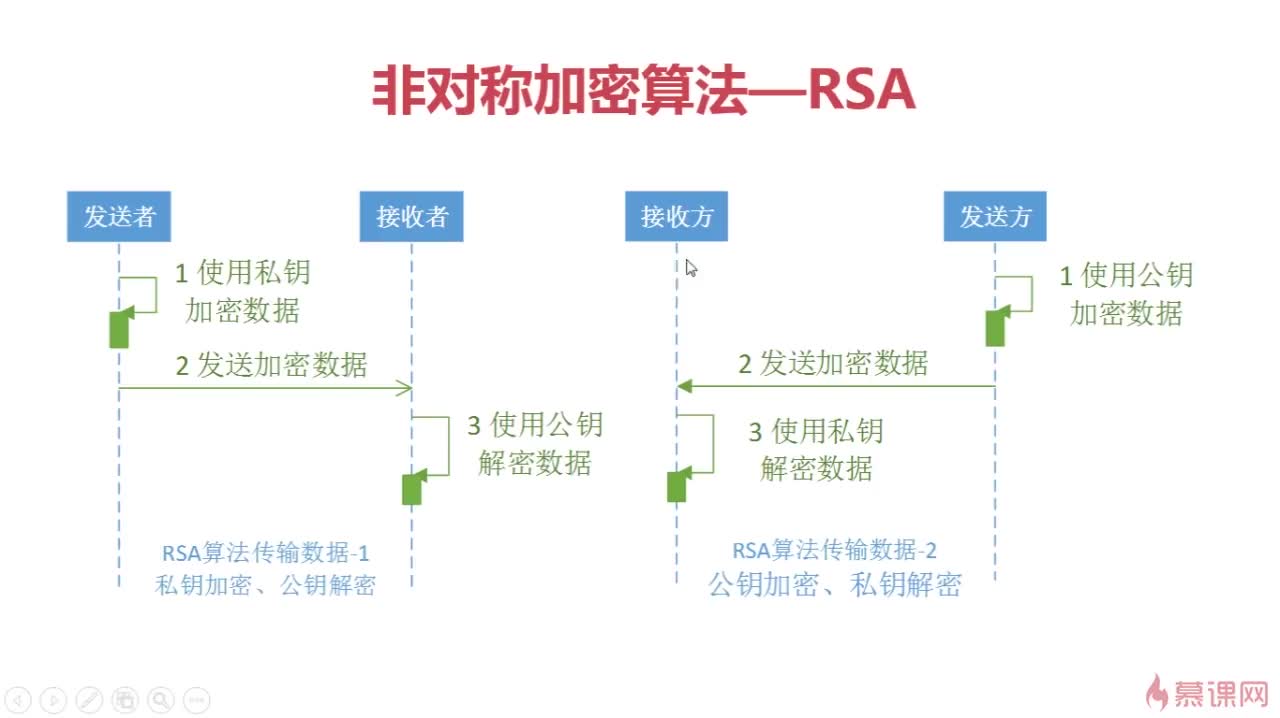 非对称加密算法—RSA
发送者
接收者
接收方
发送方
1 使用私钥
加密数据
2 发送加密数据
3 使用公钥
解密数据
RSA算法传输数据-1
私钥加密、公钥解密
1 使用公钥
加密数据
2 发送加密数据
3 使用私钥
解密数据
RSA算法传输数据-2
公钥加密、私钥解密
慕课网